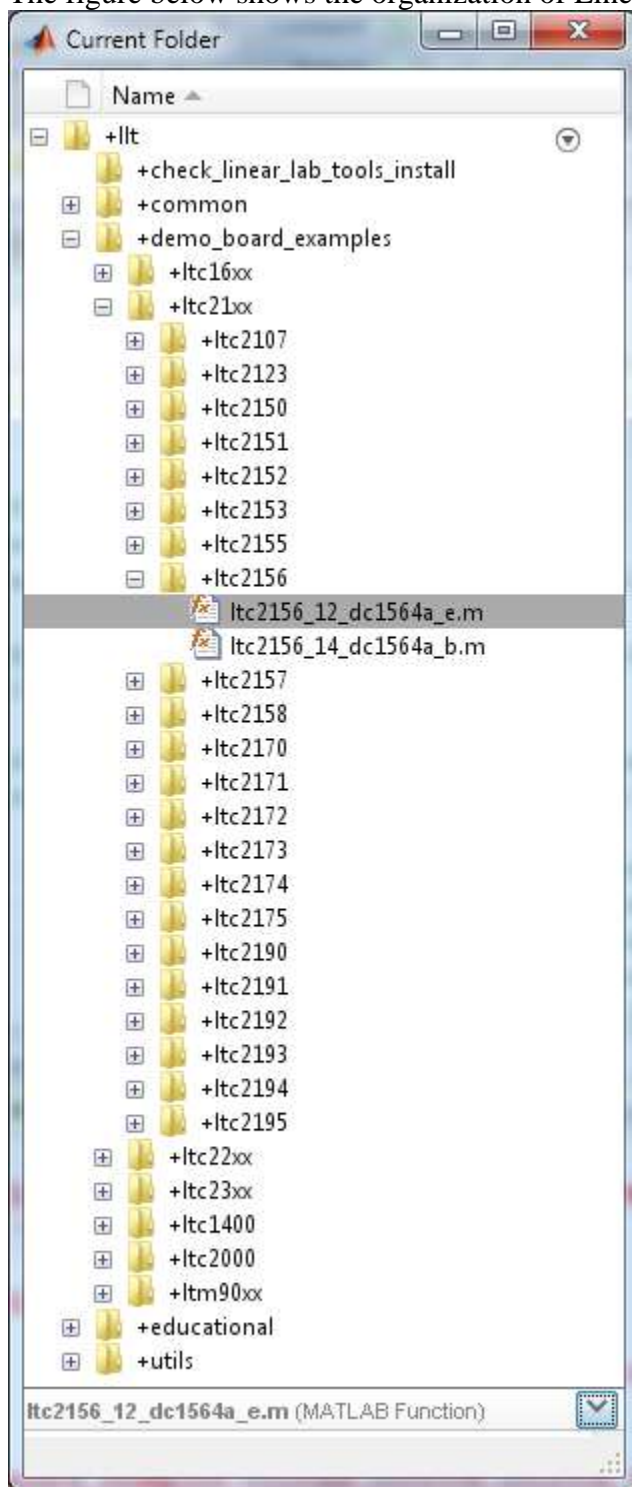 The figure below shows the organization of Line
Current Folder
Name
+llt
+check_linear_lab_tools_install
+common
+demo_board_examples
+ltc16xx
+ltc21xx
+ltc2107
+ltc2123
+ltc2150
+ltc2151
+ltc2152
+ltc2153
+ltc2155
+ltc2156
ltc2156_12_dc1564a_e.m
ltc2156_14_dc1564a_b.m
+ltc2157
+ltc2158
+ltc2170
+ltc2171
+ltc2172
+ltc2173
+ltc2174
+ltc2175
+ltc2190
+ltc2191
+ltc2192
+ltc2193
+ltc2194
+ltc2195
+ltc22xx
+ltc23xx
+ltc1400
+ltc2000
+ltm90xx
+educational
+utils
ltc2156_12_dc1564a_e.m (MATLAB Function)